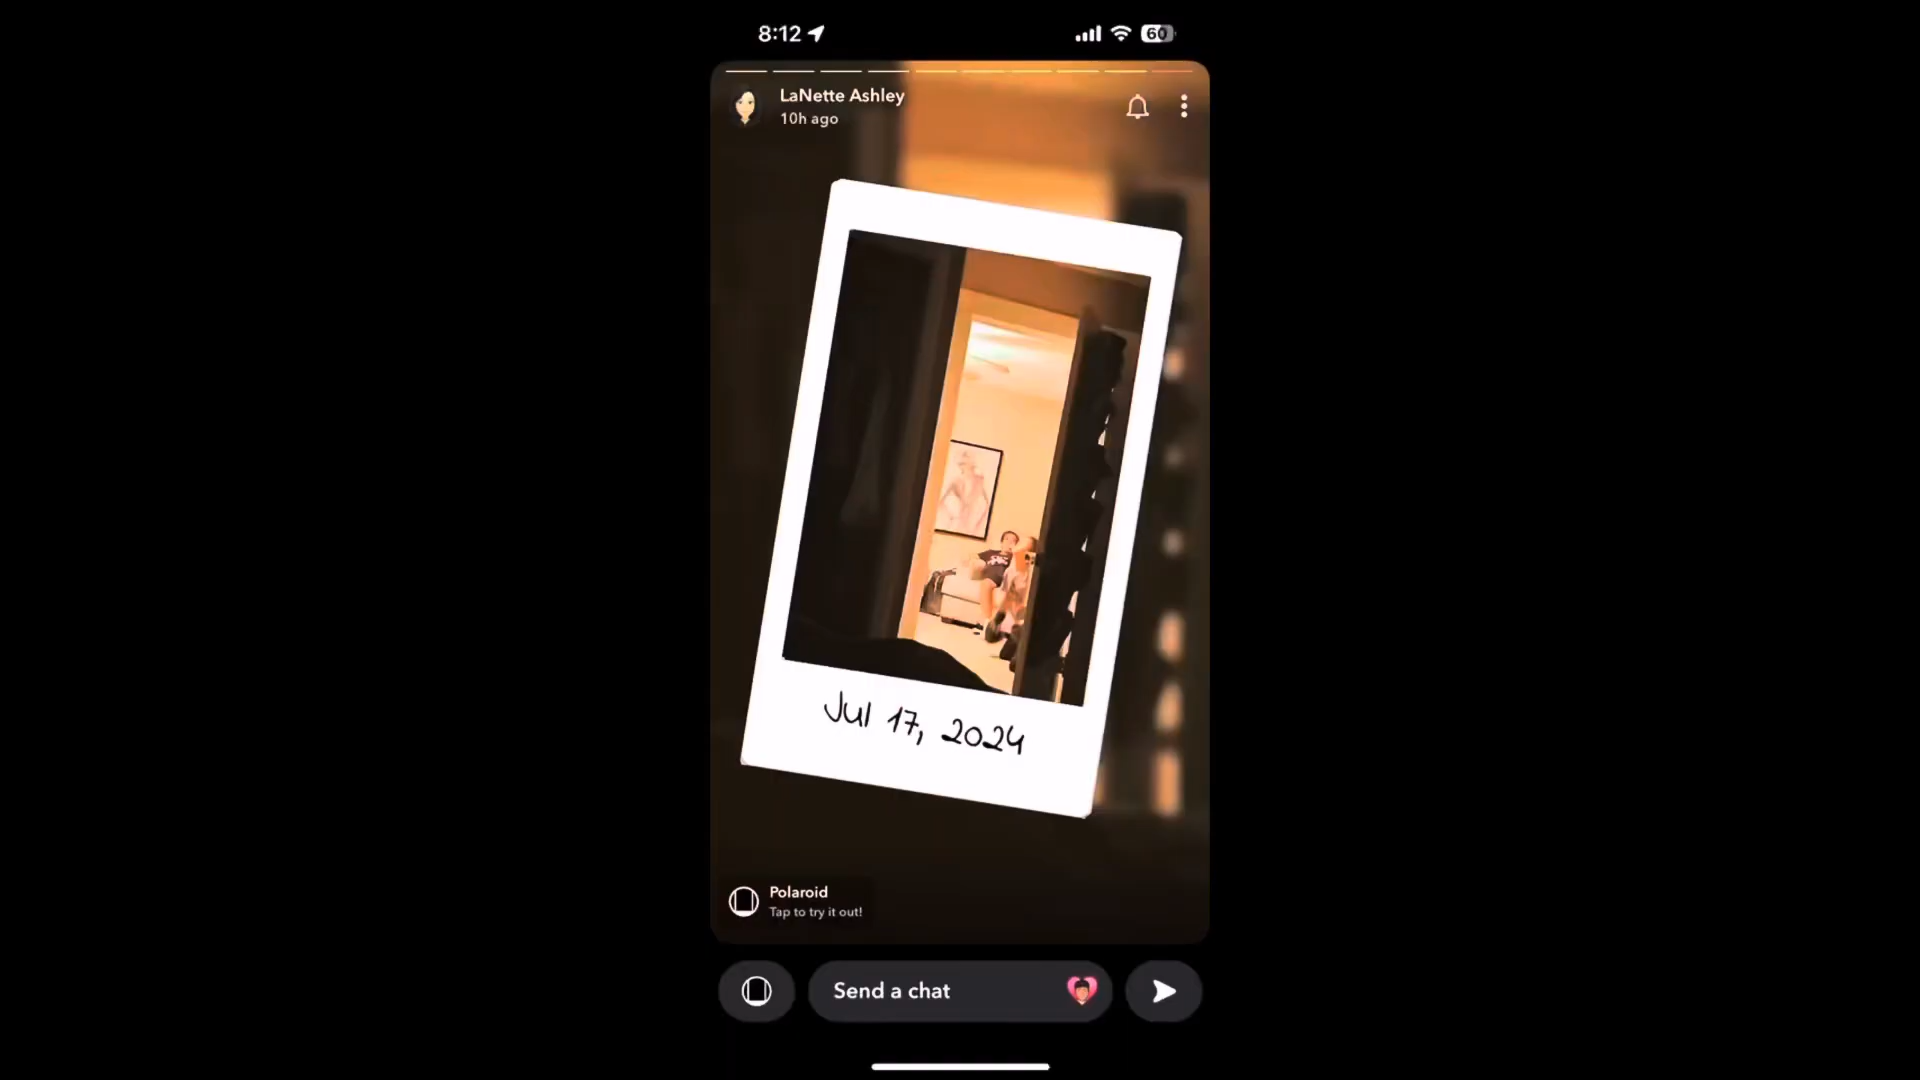 8:12
60
LaNette Ashley
10h ago
Jul 17, 2024
Polaroid
Tap to try it out!
Send a chat